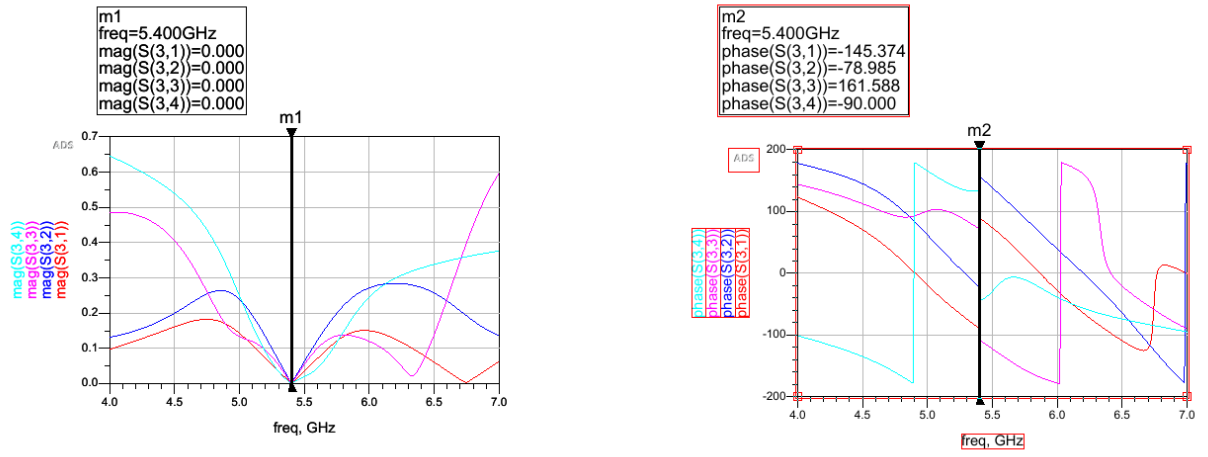 m1
freq=5.400GHz
mag(S(3,1))=0.000
mag(S(3,2))=0.000
mag(S(3,3))=0.000
mag(S(3,4))=0.000
m1
ADS
0.7
0.6
0.5
0.4
0.3
0.2
0.1
0.0
mag(S(3,4))
mag(S(3,3))
mag(S(3,2))
mag(S(3,1))
4.0 4.5 5.0 5.5 6.0 6.5 7.0
freq, GHz
m2
freq=5.400GHz
phase(S(3,1))=-145.374
phase(S(3,2))=-78.985
phase(S(3,3))=161.588
phase(S(3,4))=-90.000
m2
ADS
200
100
0
-100
-200
phase(S(3,4))
phase(S(3,3))
phase(S(3,2))
phase(S(3,1))
4.0 4.5 5.0 5.5 6.0 6.5 7.0
freq, GHz